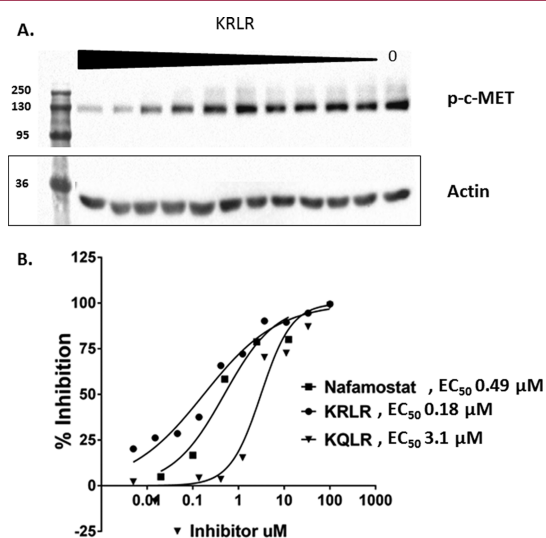 A.
KRLR
0
250
130
95
p-c-MET
36
Actin
B.
125
100
75
50
25
0
-25
% Inhibition
0.01 0.1 1 10 100 1000
Inhibitor uM
Nafamostat , EC50 0.49 µM
KRLR , EC50 0.18 µM
KQLR , EC50 3.1 µM